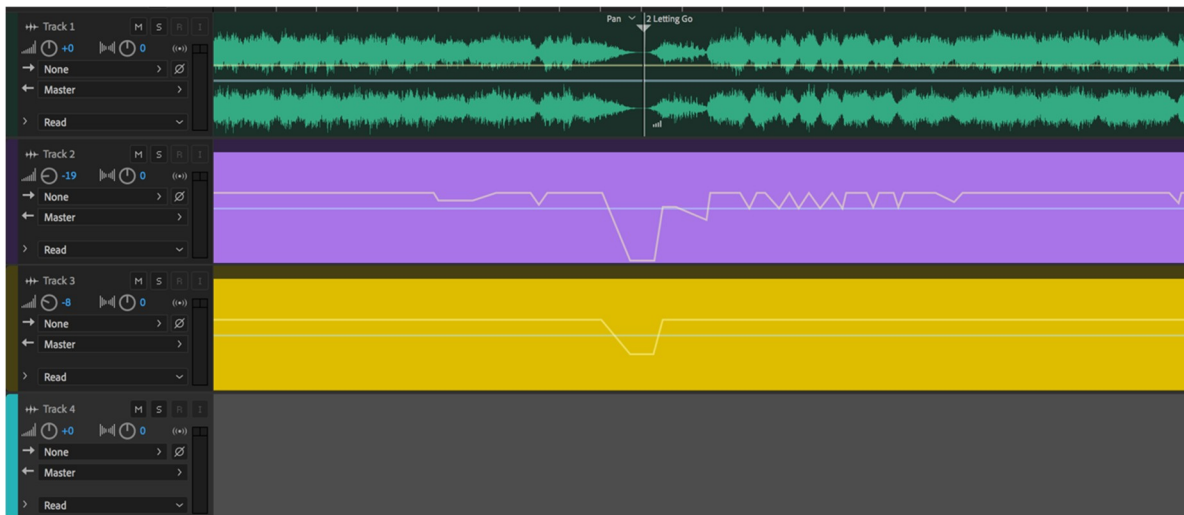 Pan 2 Letting Go
Track 1 M S R I
+0 0
None
Master
Read
Track 2 M S R I
-19 0
None
Master
Read
Track 3 M S R I
-8 0
None
Master
Read
Track 4 M S R I
+0 0
None
Master
Read